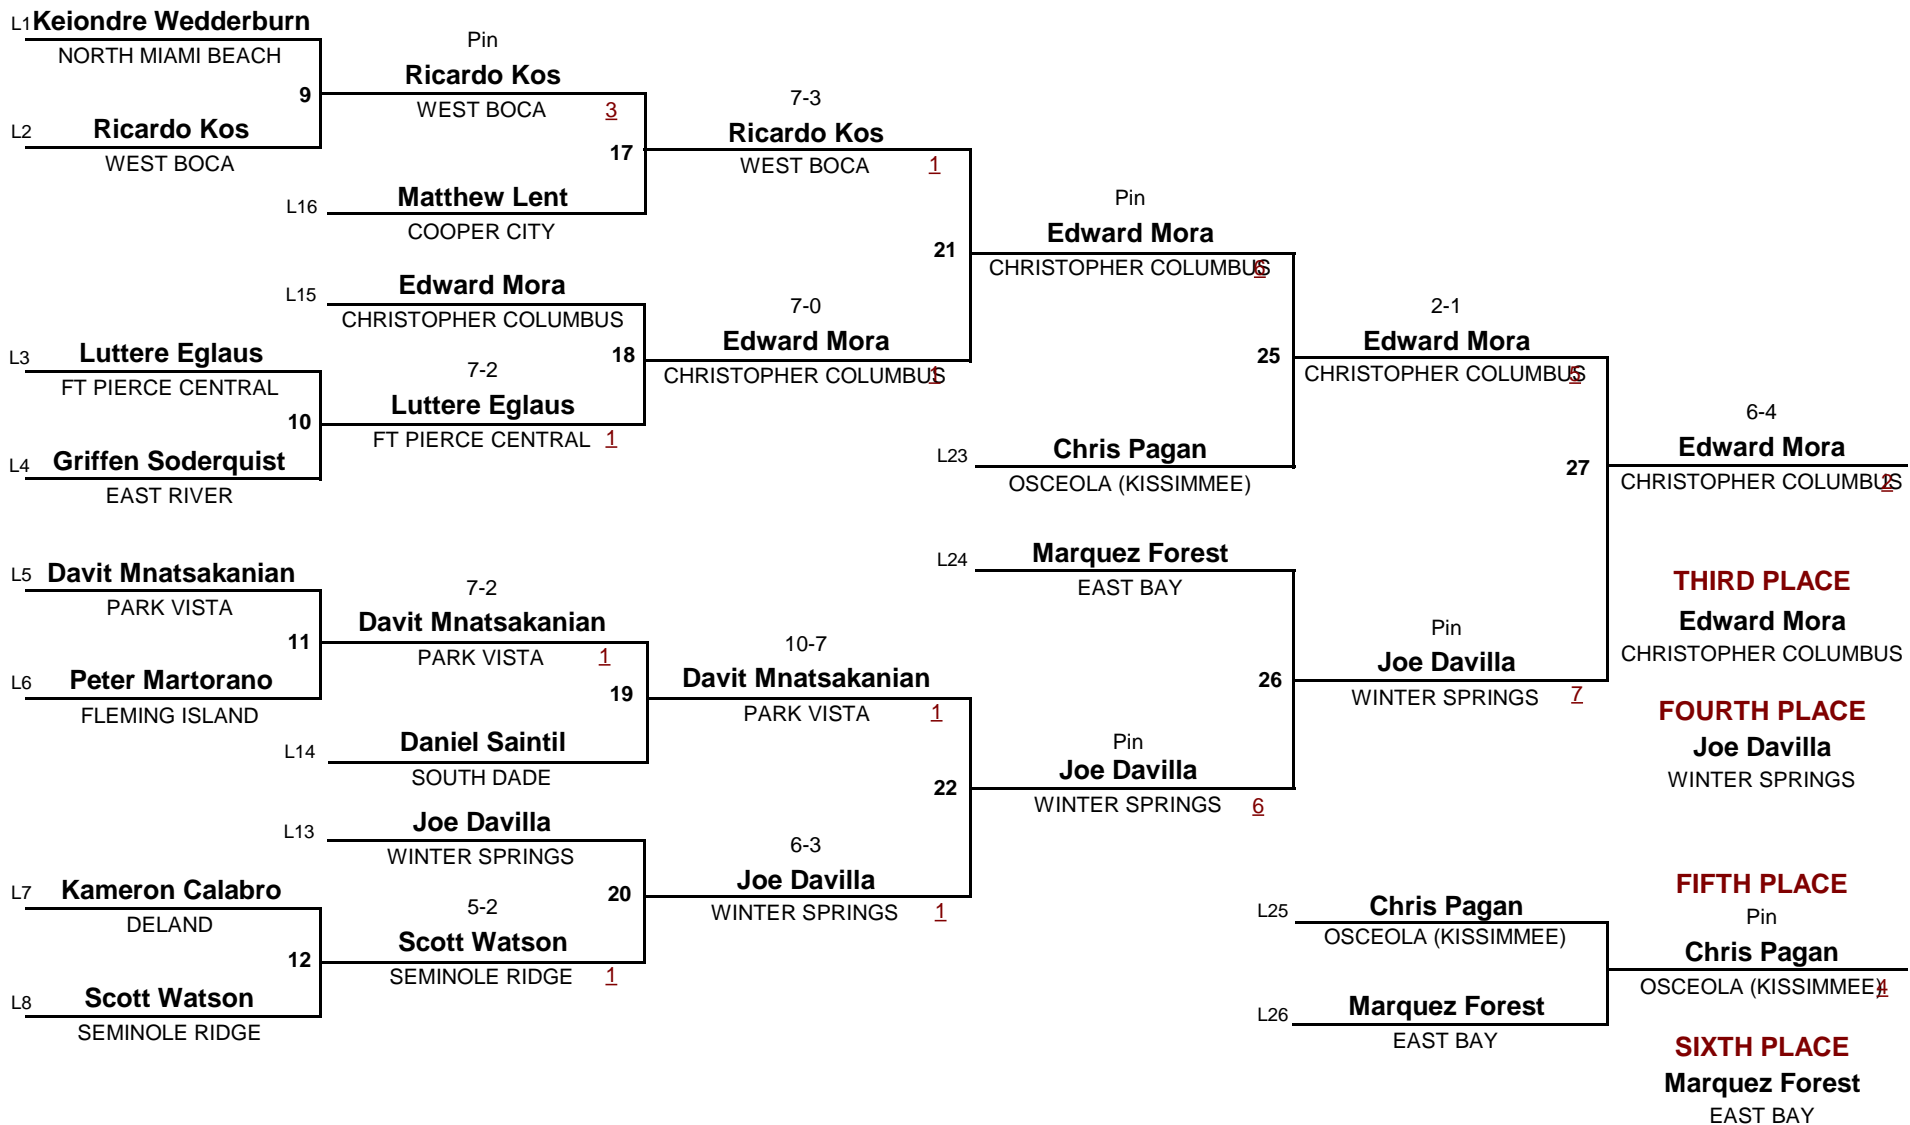 L1 Keiondre Wedderburn
NORTH MIAMI BEACH
9
L2 Ricardo Kos
WEST BOCA
Pin
Ricardo Kos
WEST BOCA 3
17
L16 Matthew Lent
COOPER CITY
7-3
Ricardo Kos
WEST BOCA 1
21
L15 Edward Mora
CHRISTOPHER COLUMBUS
18
L3 Luttere Eglaus
FT PIERCE CENTRAL
10
L4 Griffen Soderquist
EAST RIVER
7-2
Luttere Eglaus
FT PIERCE CENTRAL 1
7-0
Edward Mora
CHRISTOPHER COLUMBUS 1
Pin
Edward Mora
CHRISTOPHER COLUMBUS 6
25
L23 Chris Pagan
OSCEOLA (KISSIMMEE)
2-1
Edward Mora
CHRISTOPHER COLUMBUS 5
27
6-4
Edward Mora
CHRISTOPHER COLUMBUS 2
L5 Davit Mnatsakanian
PARK VISTA
11
L6 Peter Martorano
FLEMING ISLAND
7-2
Davit Mnatsakanian
PARK VISTA 1
19
L14 Daniel Saintil
SOUTH DADE
10-7
Davit Mnatsakanian
PARK VISTA 1
22
L13 Joe Davilla
WINTER SPRINGS
20
L7 Kameron Calabro
DELAND
12
L8 Scott Watson
SEMINOLE RIDGE
5-2
Scott Watson
SEMINOLE RIDGE 1
6-3
Joe Davilla
WINTER SPRINGS 1
L24 Marquez Forest
EAST BAY
26
Pin
Joe Davilla
WINTER SPRINGS 6
Pin
Joe Davilla
WINTER SPRINGS 7
THIRD PLACE
Edward Mora
CHRISTOPHER COLUMBUS
FOURTH PLACE
Joe Davilla
WINTER SPRINGS
L25 Chris Pagan
OSCEOLA (KISSIMMEE)
L26 Marquez Forest
EAST BAY
FIFTH PLACE
Pin
Chris Pagan
OSCEOLA (KISSIMMEE) 4
SIXTH PLACE
Marquez Forest
EAST BAY